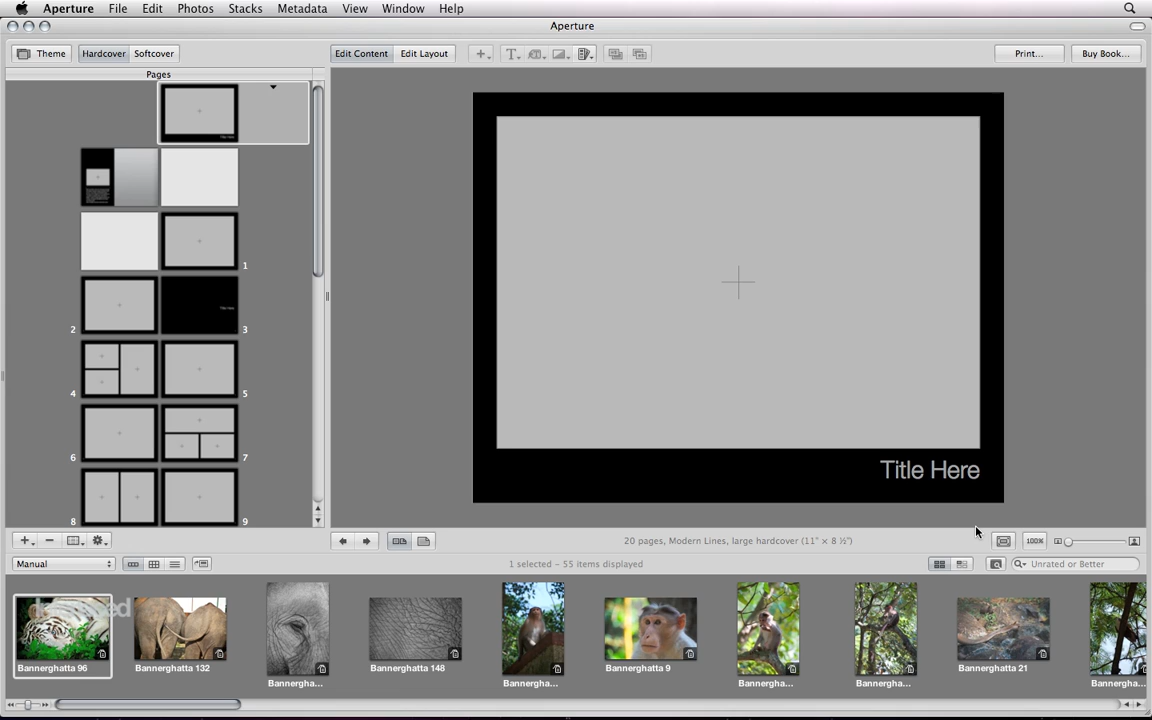 Aperture File Edit Photos Stacks Metadata View Window Help
Aperture
Theme Hardcover Softcover Edit Content Edit Layout Print... Buy Book...
Pages
1
2 3
4 5
6 7
8 9
Title Here
20 pages, Modern Lines, large hardcover (11" × 8 ½") 100%
Manual 1 selected – 55 items displayed Unrated or Better
Bannerghatta 96 Bannerghatta 132 Bannergha... Bannerghatta 148 Bannergha... Bannerghatta 9 Bannergha... Bannergha... Bannerghatta 21 Bannergha...